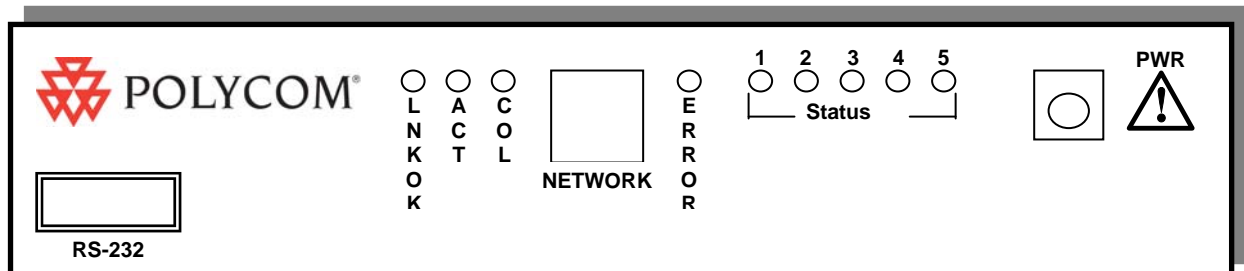 POLYCOM®
LNKOK
ACT
COL
NETWORK
ERROR
1 2 3 4 5
Status
PWR
RS-232